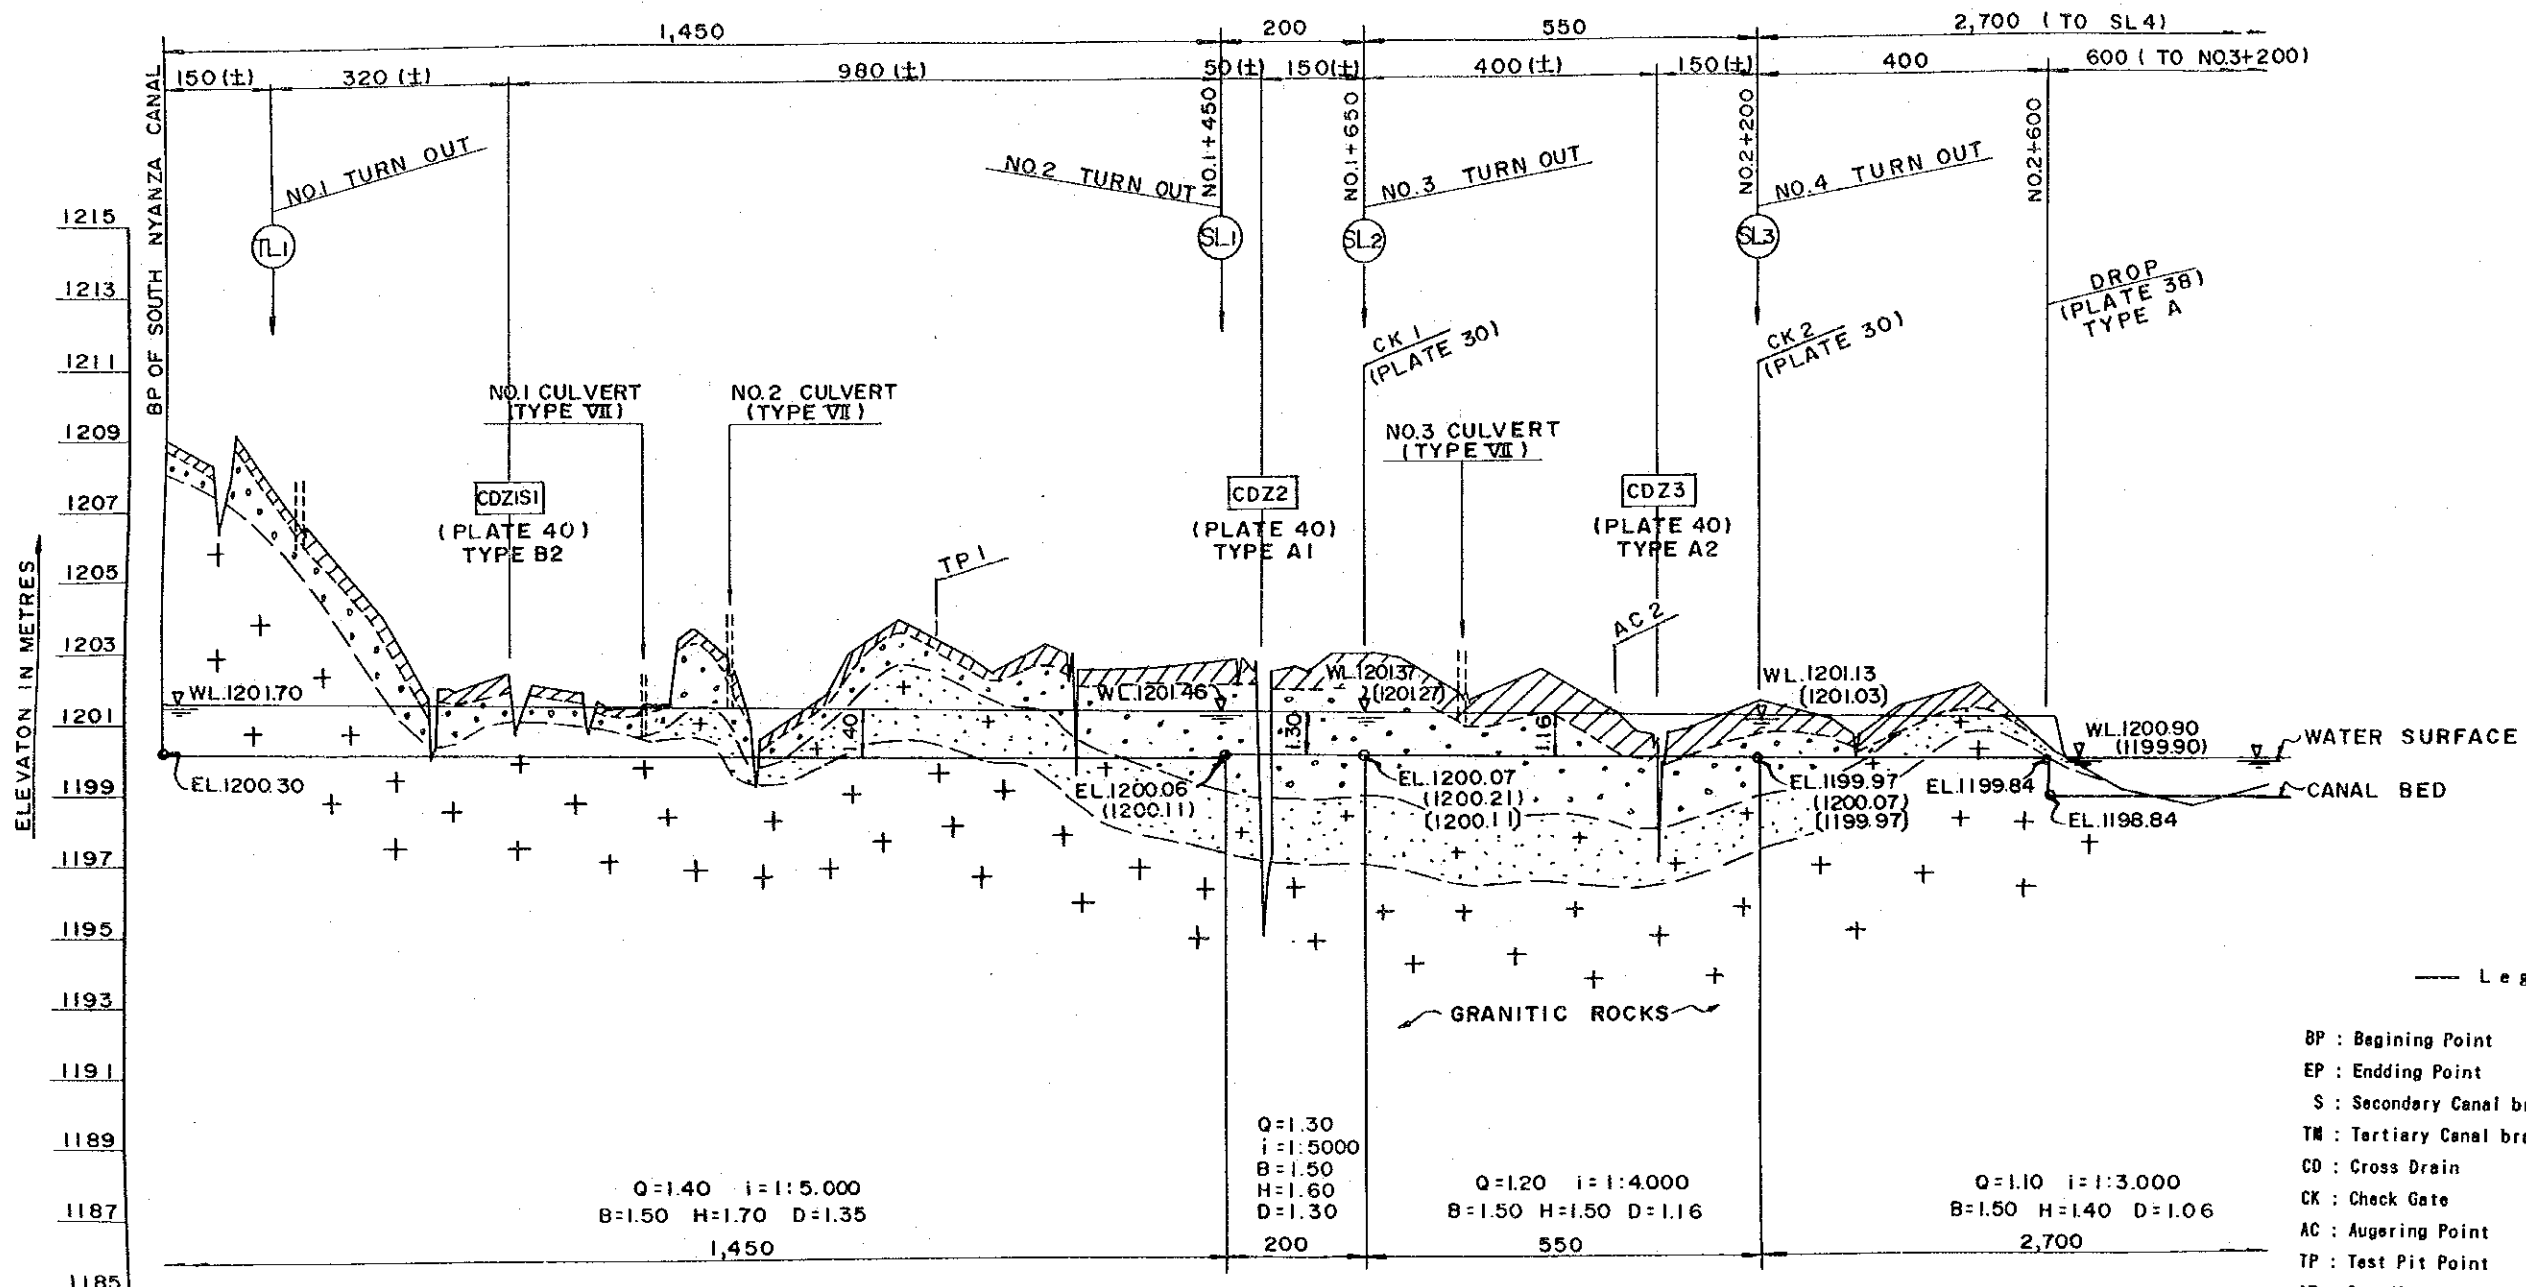 1,450
200
550
2,700 ( TO SL4)
150(±)
320(±)
980(±)
50(±)
150(±)
400(±)
150(±)
400
600 ( TO NO.3+200)
BP OF SOUTH NYANZA CANAL
NO.1+450
NO.1+650
NO.2+200
NO.2+600
NO.1 TURN OUT
NO.2 TURN OUT
NO.3 TURN OUT
NO.4 TURN OUT
TL1
SL1
SL2
SL3
DROP
(PLATE 38)
TYPE A
CK 1
(PLATE 30)
CK 2
(PLATE 30)
NO.1 CULVERT
(TYPE VII)
NO.2 CULVERT
(TYPE VII)
NO.3 CULVERT
(TYPE VII)
CDZ1S1
(PLATE 40)
TYPE B2
CDZ2
(PLATE 40)
TYPE A1
CDZ3
(PLATE 40)
TYPE A2
TP 1
AC 2
ELEVATON IN METRES
1215
1213
1211
1209
1207
1205
1203
1201
1199
1197
1195
1193
1191
1189
1187
1185
WL.1201.70
WL.1201.46
WL.1201.37
(1201.27)
WL.1201.13
(1201.03)
WL.1200.90
(1199.90)
WATER SURFACE
CANAL BED
1.40
1.30
1.16
EL.1200.30
EL.1200.06
(1200.11)
EL.1200.07
(1200.21)
(1200.11)
EL.1199.97
(1200.07)
(1199.97)
EL.1199.84
EL.1198.84
GRANITIC ROCKS
Q=1.40 i=1:5.000
B=1.50 H=1.70 D=1.35
Q=1.30
i=1:5000
B=1.50
H=1.60
D=1.30
Q=1.20 i=1:4.000
B=1.50 H=1.50 D=1.16
Q=1.10 i=1:3.000
B=1.50 H=1.40 D=1.06
1,450
200
550
2,700
Leg
BP : Begining Point
EP : Endding Point
S : Secondary Canal br
TM : Tertiary Canal bra
CD : Cross Drain
CK : Check Gate
AC : Augering Point
TP : Test Pit Point